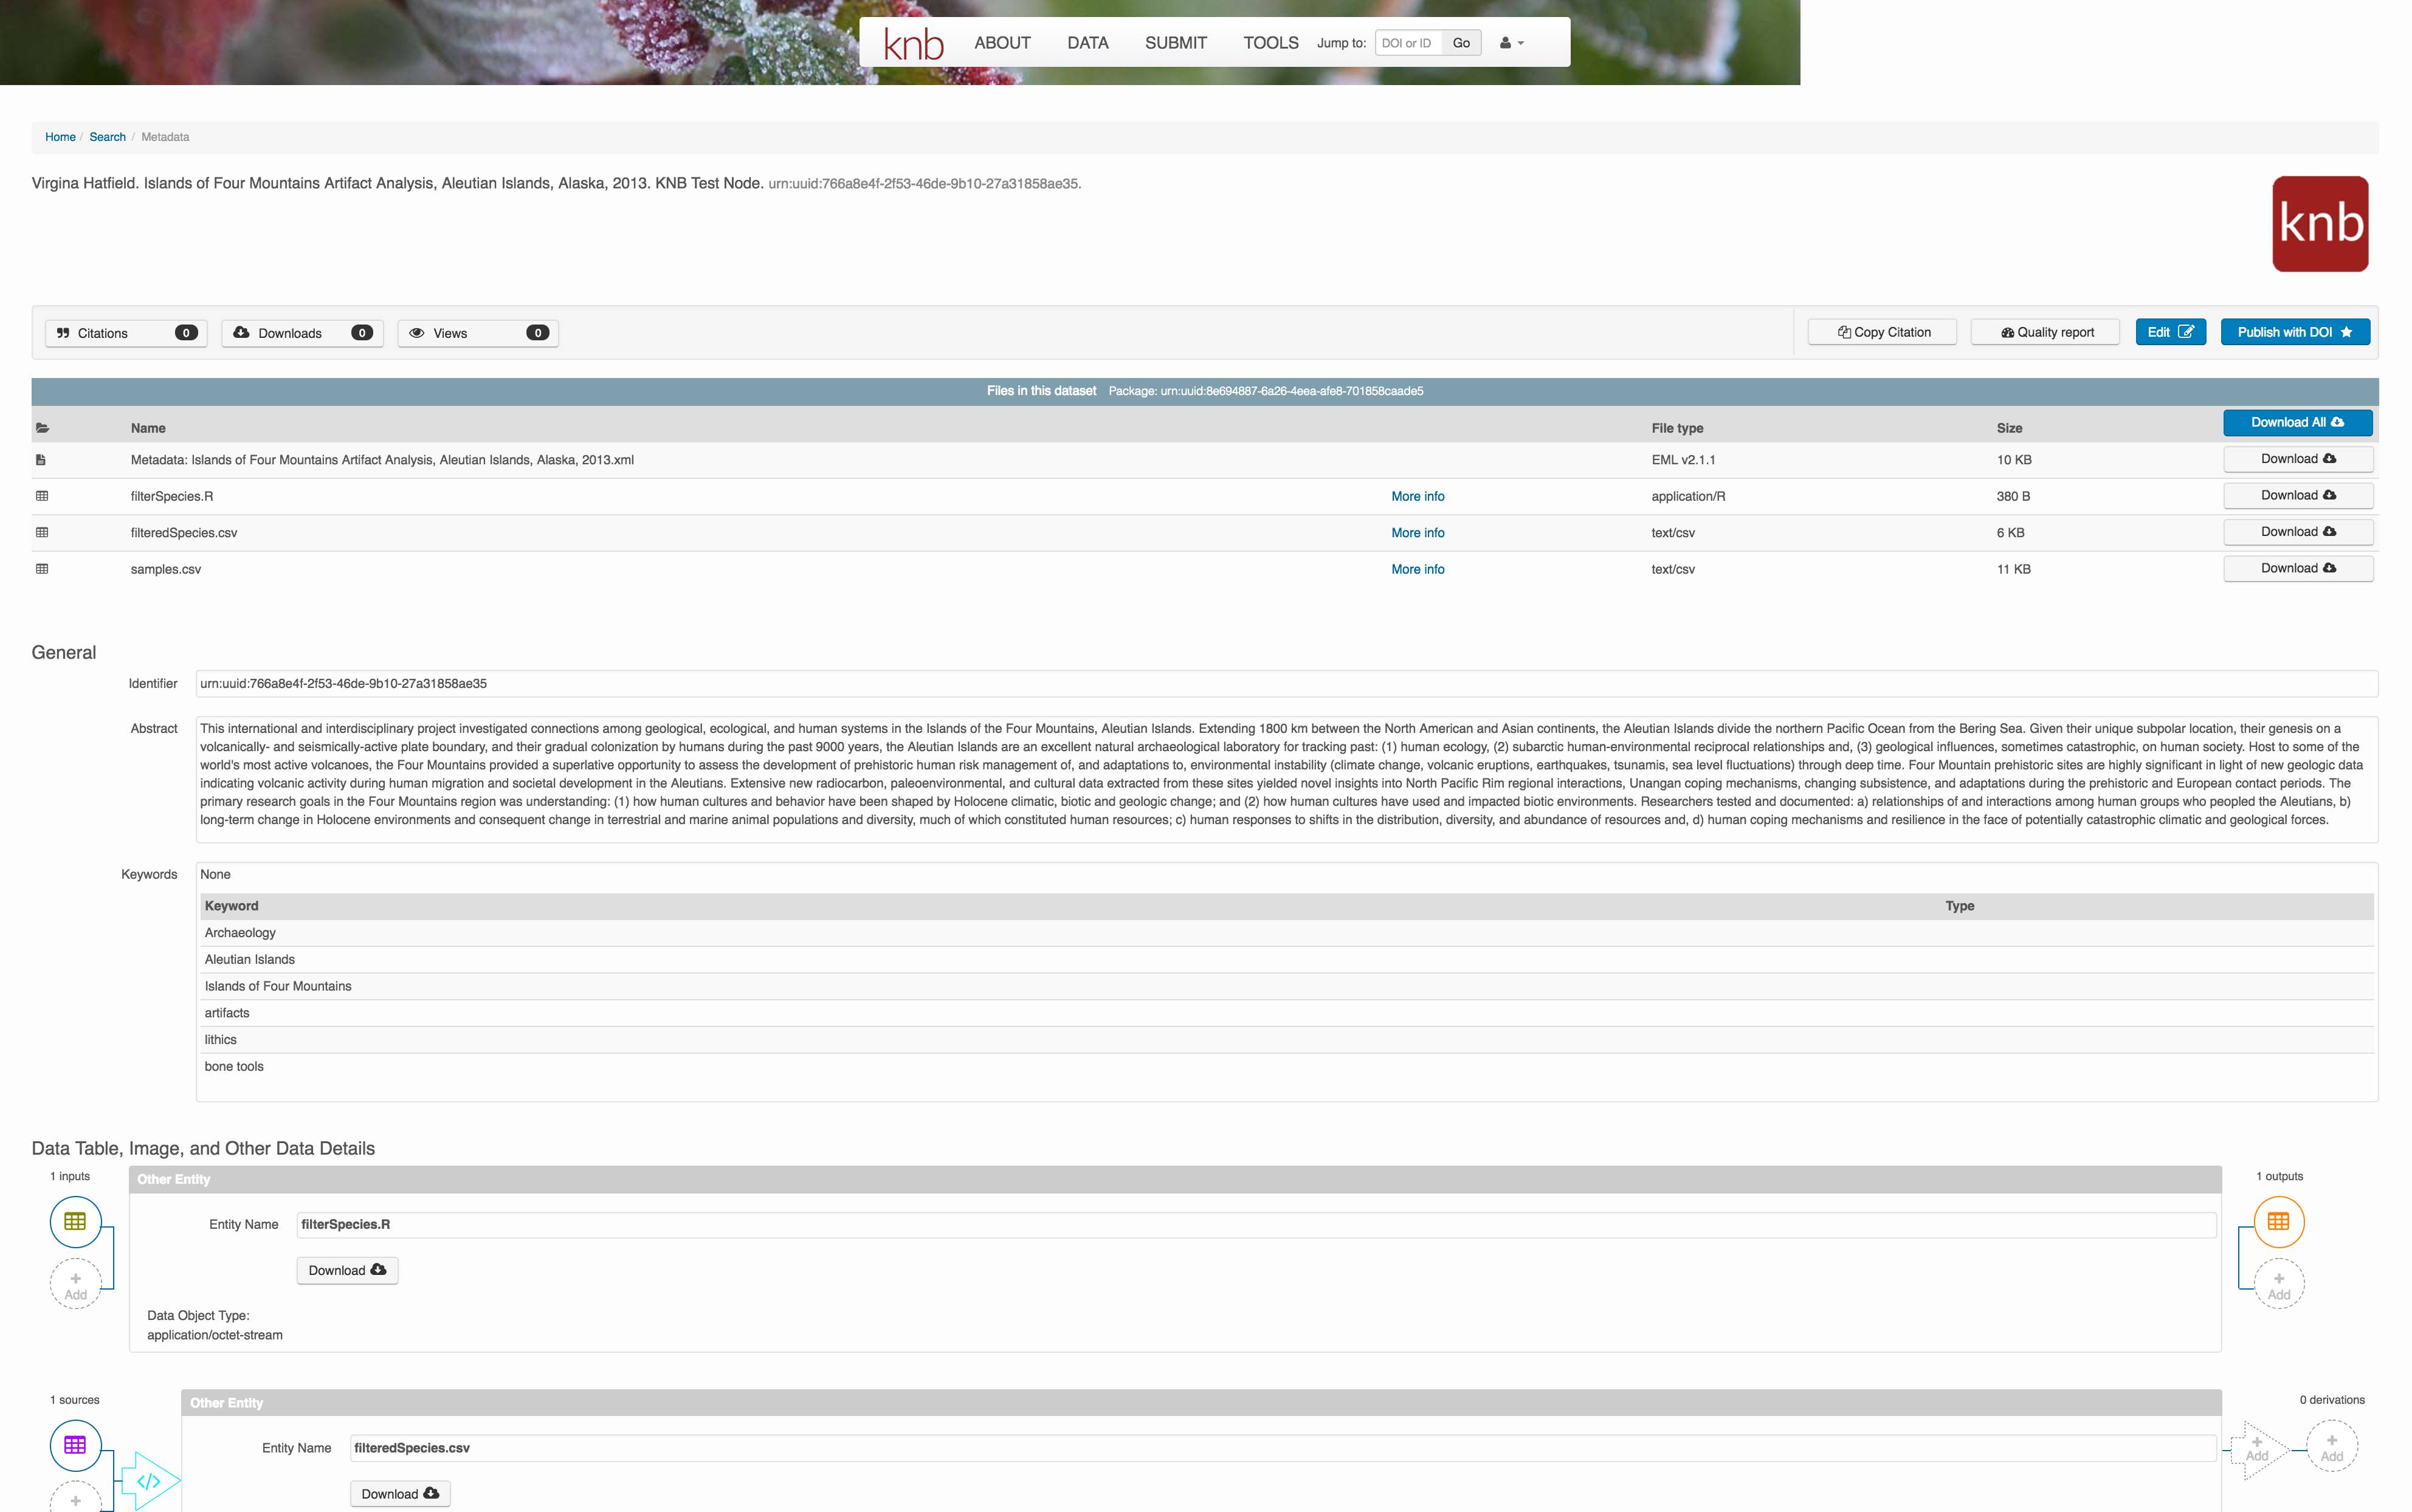 knb ABOUT DATA SUBMIT TOOLS Jump to: DOI or ID Go
Home / Search / Metadata
Virgina Hatfield. Islands of Four Mountains Artifact Analysis, Aleutian Islands, Alaska, 2013. KNB Test Node. urn:uuid:766a8e4f-2f53-46de-9b10-27a31858ae35.
knb
Citations 0 Downloads 0 Views 0 Copy Citation Quality report Edit Publish with DOI
Files in this dataset Package: urn:uuid:8e694887-6a26-4eea-afe8-701858caade5
Name File type Size Download All
Metadata: Islands of Four Mountains Artifact Analysis, Aleutian Islands, Alaska, 2013.xml EML v2.1.1 10 KB Download
filterSpecies.R More info application/R 380 B Download
filteredSpecies.csv More info text/csv 6 KB Download
samples.csv More info text/csv 11 KB Download
General
Identifier urn:uuid:766a8e4f-2f53-46de-9b10-27a31858ae35
Abstract This international and interdisciplinary project investigated connections among geological, ecological, and human systems in the Islands of the Four Mountains, Aleutian Islands. Extending 1800 km between the North American and Asian continents, the Aleutian Islands divide the northern Pacific Ocean from the Bering Sea. Given their unique subpolar location, their genesis on a
volcanically- and seismically-active plate boundary, and their gradual colonization by humans during the past 9000 years, the Aleutian Islands are an excellent natural archaeological laboratory for tracking past: (1) human ecology, (2) subarctic human-environmental reciprocal relationships and, (3) geological influences, sometimes catastrophic, on human society. Host to some of the
world's most active volcanoes, the Four Mountains provided a superlative opportunity to assess the development of prehistoric human risk management of, and adaptations to, environmental instability (climate change, volcanic eruptions, earthquakes, tsunamis, sea level fluctuations) through deep time. Four Mountain prehistoric sites are highly significant in light of new geologic data
indicating volcanic activity during human migration and societal development in the Aleutians. Extensive new radiocarbon, paleoenvironmental, and cultural data extracted from these sites yielded novel insights into North Pacific Rim regional interactions, Unangan coping mechanisms, changing subsistence, and adaptations during the prehistoric and European contact periods. The
primary research goals in the Four Mountains region was understanding: (1) how human cultures and behavior have been shaped by Holocene climatic, biotic and geologic change; and (2) how human cultures have used and impacted biotic environments. Researchers tested and documented: a) relationships of and interactions among human groups who peopled the Aleutians, b)
long-term change in Holocene environments and consequent change in terrestrial and marine animal populations and diversity, much of which constituted human resources; c) human responses to shifts in the distribution, diversity, and abundance of resources and, d) human coping mechanisms and resilience in the face of potentially catastrophic climatic and geological forces.
Keywords None
Keyword Type
Archaeology
Aleutian Islands
Islands of Four Mountains
artifacts
lithics
bone tools
Data Table, Image, and Other Data Details
1 inputs Other Entity 1 outputs
Entity Name filterSpecies.R
Download
Add Add
Data Object Type:
application/octet-stream
1 sources Other Entity 0 derivations
Entity Name filteredSpecies.csv
Add Add
</>
Download